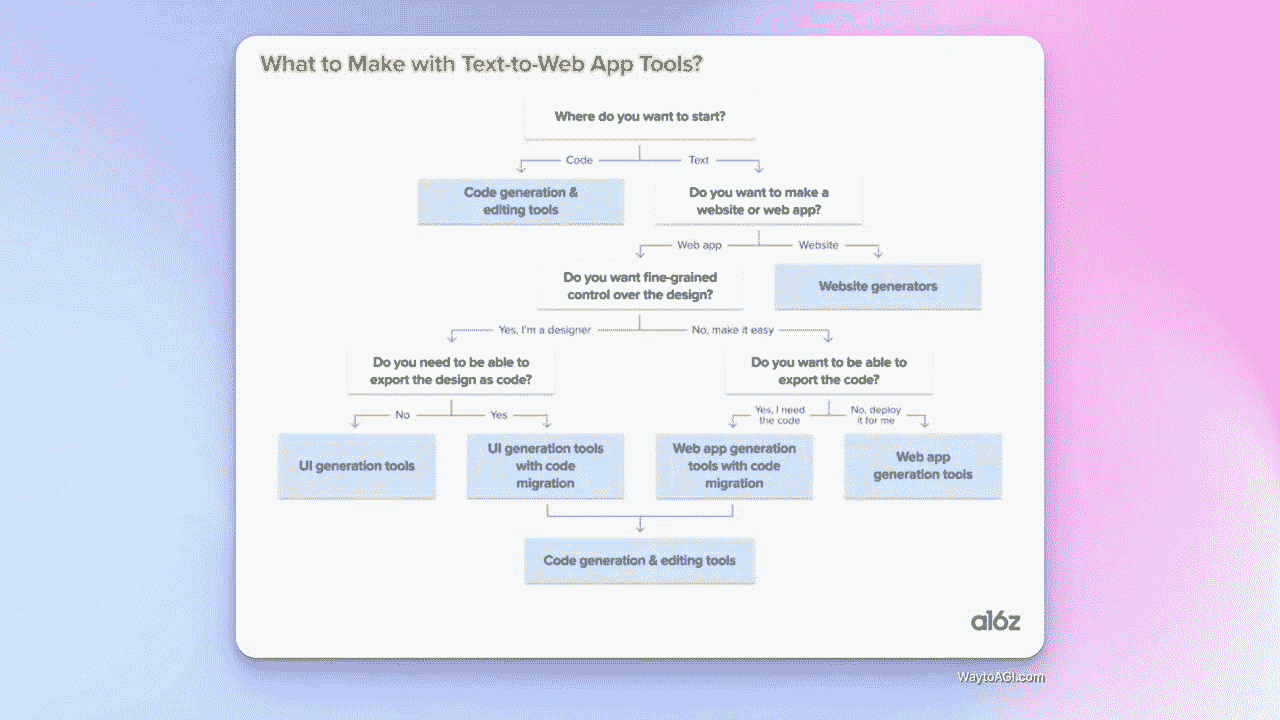 What to Make with Text-to-Web App Tools?
Where do you want to start?
Code
Text
Code generation &
editing tools
Do you want to make a
website or web app?
Web app
Website
Do you want fine-grained
control over the design?
Website generators
Yes, I'm a designer
No, make it easy
Do you need to be able to
export the design as code?
Do you want to be able to
export the code?
No
Yes
Yes, I need
the code
No, deploy
it for me
UI generation tools
UI generation tools
with code
migration
Web app generation
tools with code
migration
Web app
generation tools
Code generation & editing tools
a16z
WaytoAGI.com